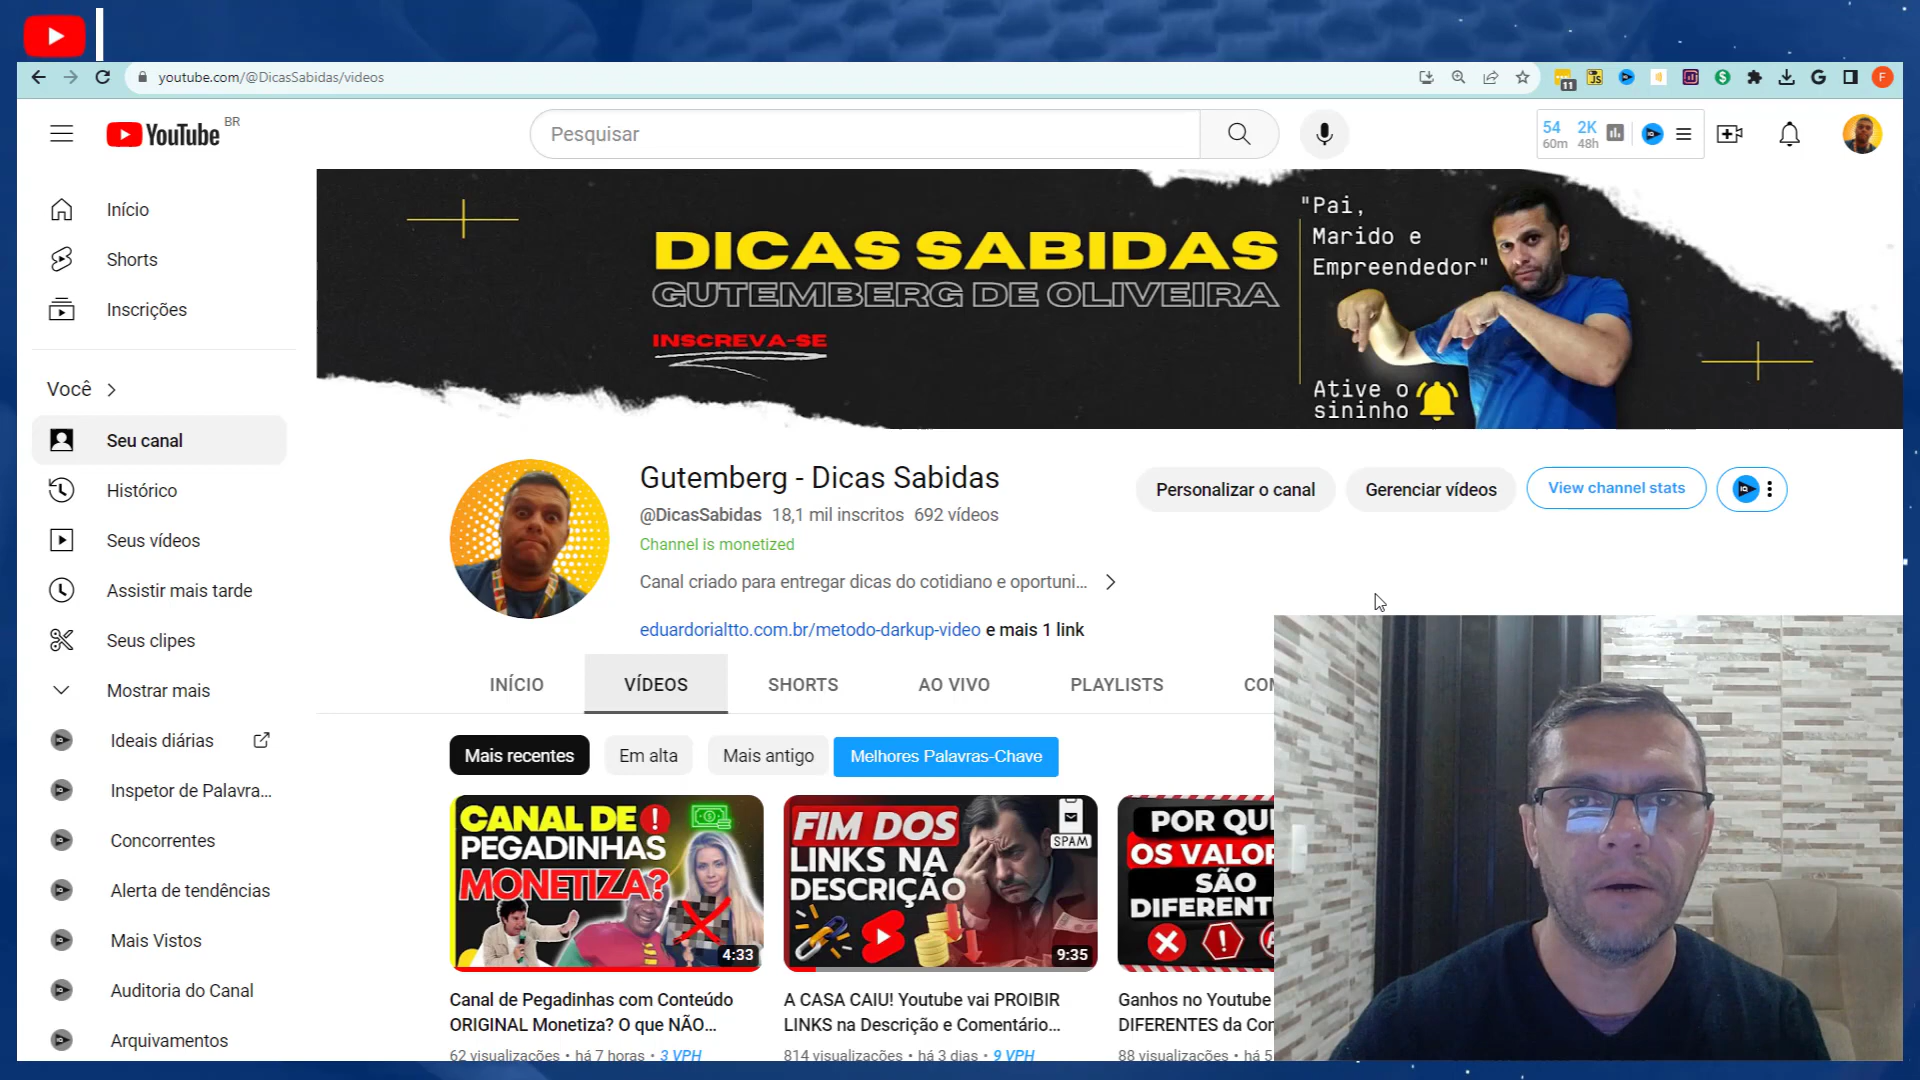 youtube.com/@DicasSabidas/videos
11
JS
F
YouTube BR
Pesquisar
54 2K
60m 48h
IQ
Início
Shorts
Inscrições
Você
Seu canal
Histórico
Seus vídeos
Assistir mais tarde
Seus clipes
Mostrar mais
Ideais diárias
Inspetor de Palavra...
Concorrentes
Alerta de tendências
Mais Vistos
Auditoria do Canal
Arquivamentos
DICAS SABIDAS
GUTEMBERG DE OLIVEIRA
INSCREVA-SE
"Pai,
Marido e
Empreendedor"
Ative o
sininho
Gutemberg - Dicas Sabidas
@DicasSabidas 18,1 mil inscritos 692 vídeos
Channel is monetized
Canal criado para entregar dicas do cotidiano e oportuni...
eduardorialtto.com.br/metodo-darkup-video e mais 1 link
Personalizar o canal
Gerenciar vídeos
View channel stats
IQ
INÍCIO
VÍDEOS
SHORTS
AO VIVO
PLAYLISTS
COM
Mais recentes
Em alta
Mais antigo
Melhores Palavras-Chave
CANAL DE
PEGADINHAS
MONETIZA?
4:33
FIM DOS
LINKS NA
DESCRIÇÃO
SPAM
9:35
POR QU
OS VALOR
SÃO
DIFERENT
Canal de Pegadinhas com Conteúdo
ORIGINAL Monetiza? O que NÃO...
62 visualizações • há 7 horas • 3 VPH
A CASA CAIU! Youtube vai PROIBIR
LINKS na Descrição e Comentário...
814 visualizações • há 3 dias • 9 VPH
Ganhos no Youtube
DIFERENTES da Con
88 visualizações • há 5